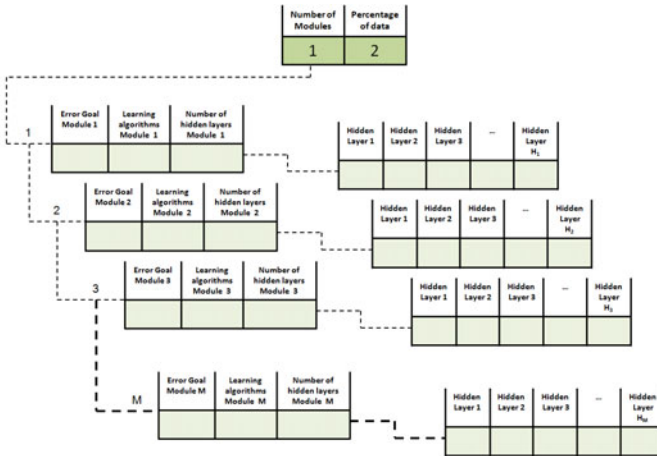 Number of Modules Percentage of data
1 2
1
Error Goal Module 1 Learning algorithms Module 1 Number of hidden layers Module 1
Hidden Layer 1 Hidden Layer 2 Hidden Layer 3 ... Hidden Layer H1
2
Error Goal Module 2 Learning algorithms Module 2 Number of hidden layers Module 2
Hidden Layer 1 Hidden Layer 2 Hidden Layer 3 ... Hidden Layer H2
3
Error Goal Module 3 Learning algorithms Module 3 Number of hidden layers Module 3
Hidden Layer 1 Hidden Layer 2 Hidden Layer 3 ... Hidden Layer H3
M
Error Goal Module M Learning algorithms Module M Number of hidden layers Module M
Hidden Layer 1 Hidden Layer 2 Hidden Layer 3 ... Hidden Layer HM